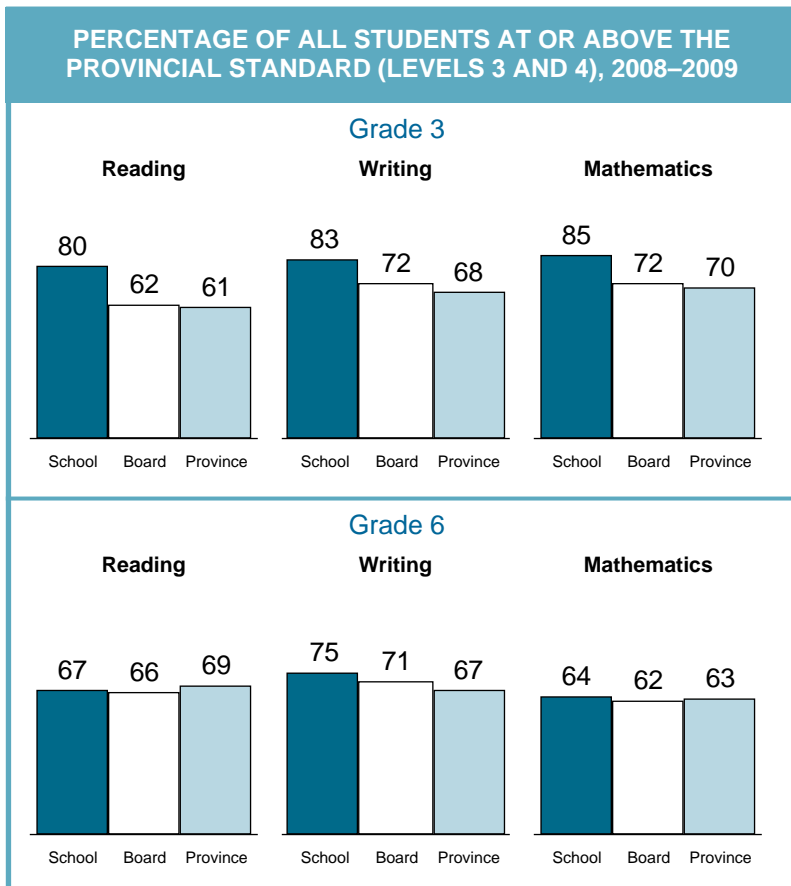 PERCENTAGE OF ALL STUDENTS AT OR ABOVE THE
PROVINCIAL STANDARD (LEVELS 3 AND 4), 2008–2009
Grade 3
Reading Writing Mathematics
80 62 61 83 72 68 85 72 70
School Board Province School Board Province School Board Province
Grade 6
Reading Writing Mathematics
67 66 69 75 71 67 64 62 63
School Board Province School Board Province School Board Province